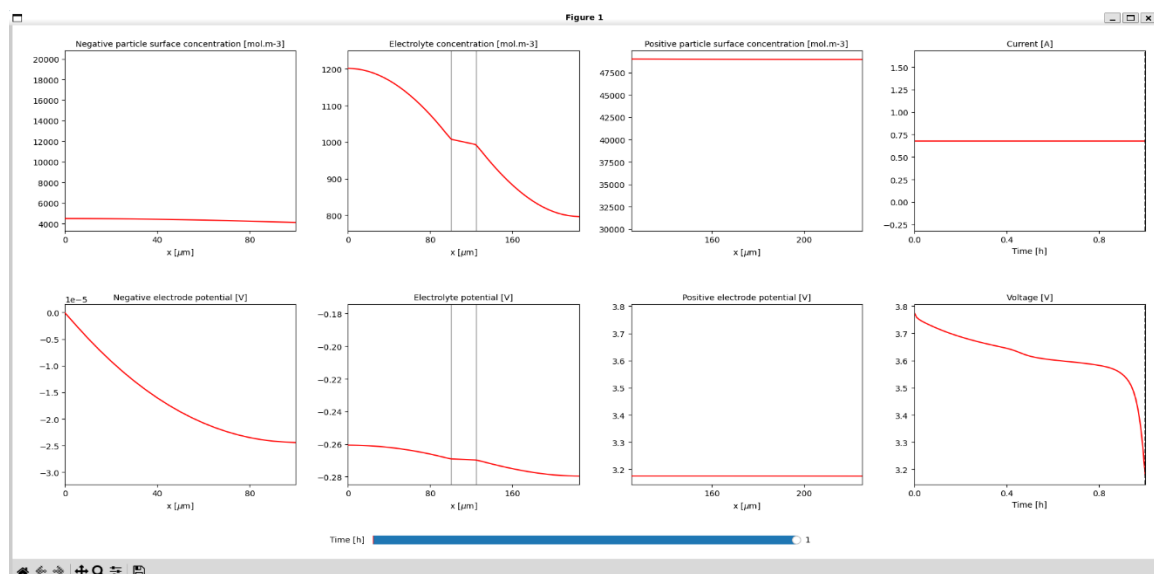 Figure 1
Negative particle surface concentration [mol.m-3]
20000
18000
16000
14000
12000
10000
8000
6000
4000
0 40 80
x [μm]
Electrolyte concentration [mol.m-3]
1200
1100
1000
900
800
0 80 160
x [μm]
Positive particle surface concentration [mol.m-3]
47500
45000
42500
40000
37500
35000
32500
30000
160 200
x [μm]
Current [A]
1.50
1.25
1.00
0.75
0.50
0.25
0.00
−0.25
0.0 0.4 0.8
Time [h]
Negative electrode potential [V]
1e−5
0.0
−0.5
−1.0
−1.5
−2.0
−2.5
−3.0
0 40 80
x [μm]
Electrolyte potential [V]
−0.18
−0.20
−0.22
−0.24
−0.26
−0.28
0 80 160
x [μm]
Positive electrode potential [V]
3.8
3.7
3.6
3.5
3.4
3.3
3.2
160 200
x [μm]
Voltage [V]
3.8
3.7
3.6
3.5
3.4
3.3
3.2
0.0 0.4 0.8
Time [h]
Time [h] 1